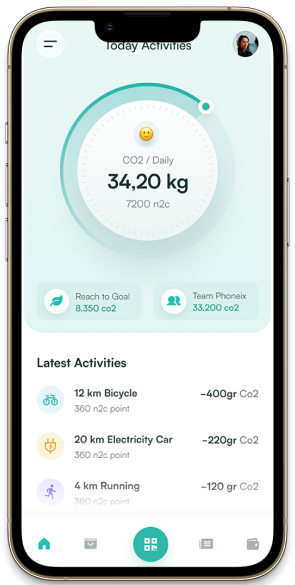 Today Activities
CO2 / Daily
34,20 kg
7200 n2c
Reach to Goal
8.350 co2
Team Phoneix
33.200 co2
Latest Activities
12 km Bicycle
-400gr Co2
360 n2c point
20 km Electricity Car
-220gr Co2
360 n2c point
4 km Running
-120 gr Co2
360 n2c point